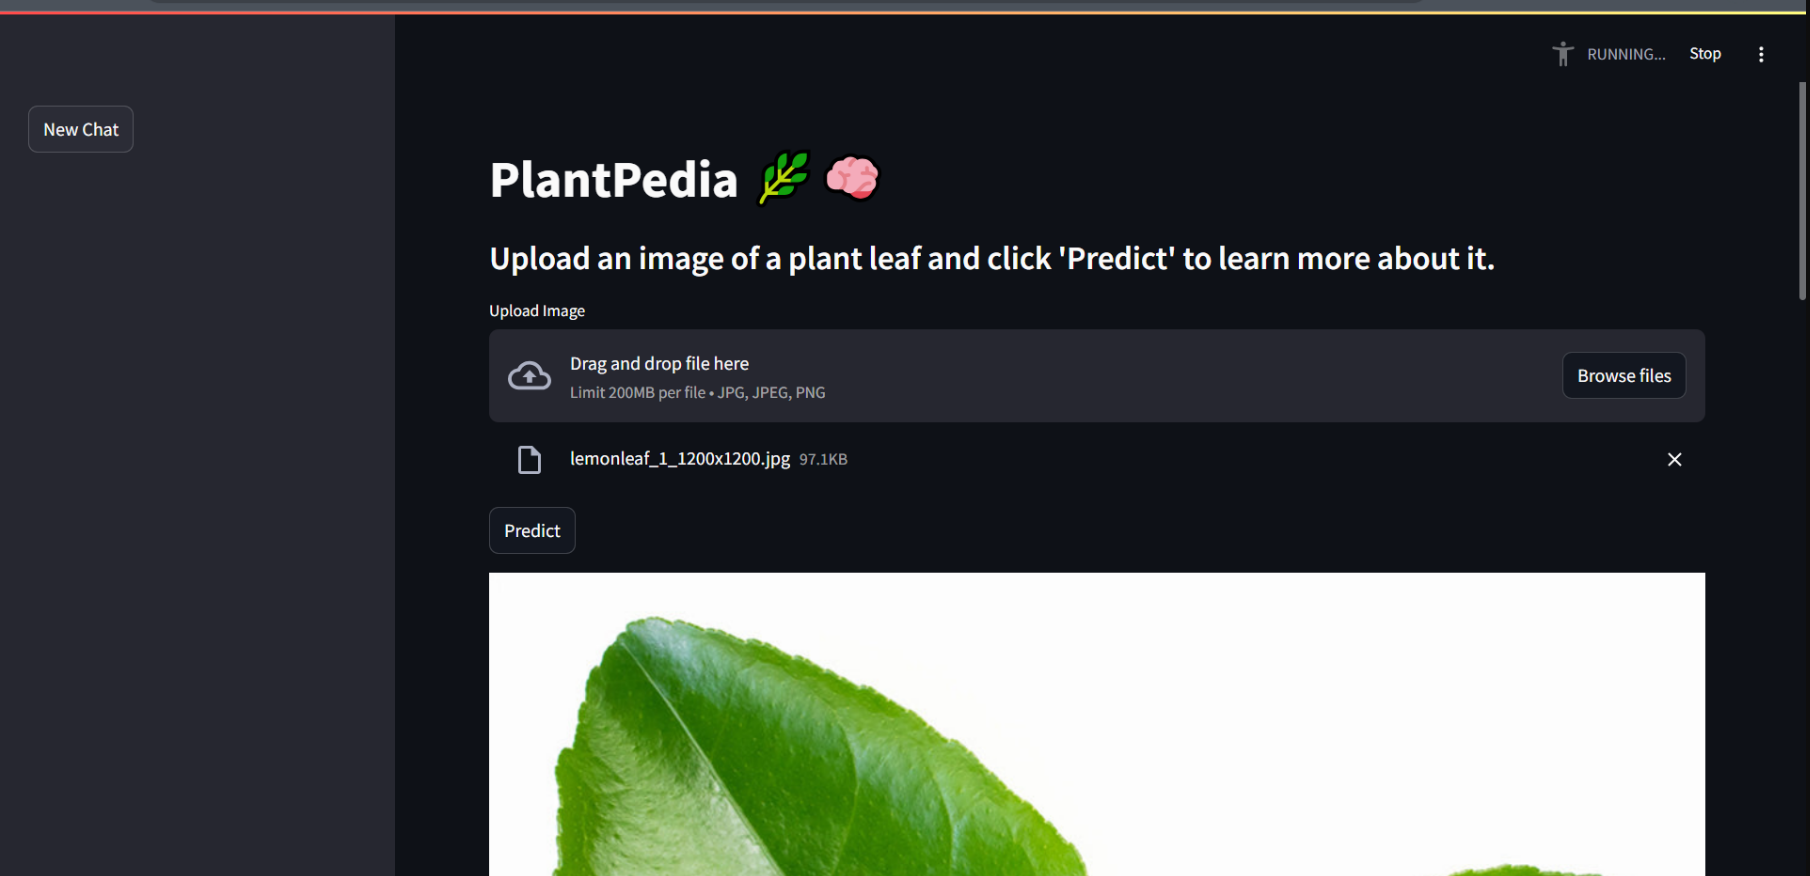 RUNNING...
Stop
New Chat
PlantPedia
Upload an image of a plant leaf and click 'Predict' to learn more about it.
Upload Image
Drag and drop file here
Limit 200MB per file • JPG, JPEG, PNG
Browse files
lemonleaf_1_1200x1200.jpg 97.1KB
Predict